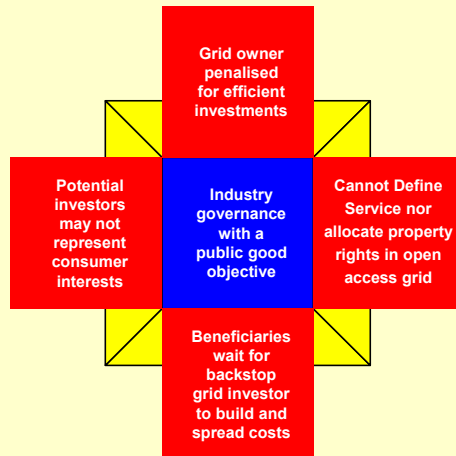 Grid owner
penalised
for efficient
investments
Potential
investors
may not
represent
consumer
interests
Industry
governance
with a
public good
objective
Cannot Define
Service nor
allocate property
rights in open
access grid
Beneficiaries
wait for
backstop
grid investor
to build and
spread costs